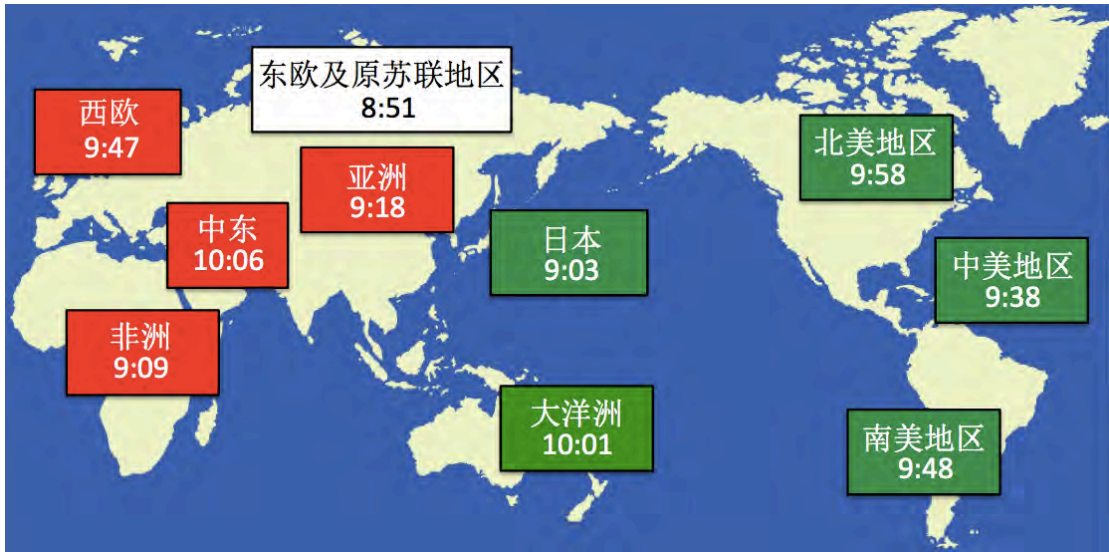 东欧及原苏联地区
8:51
西欧
9:47
北美地区
9:58
亚洲
9:18
中东
10:06
日本
9:03
中美地区
9:38
非洲
9:09
大洋洲
10:01
南美地区
9:48